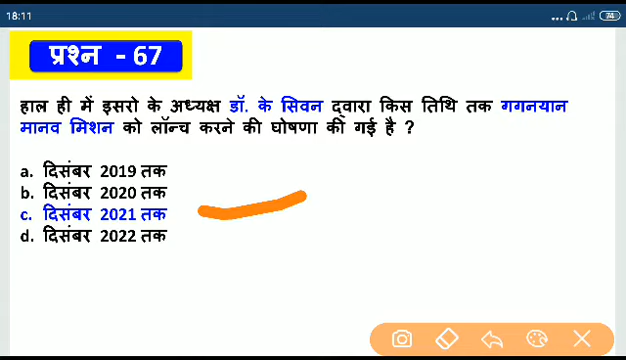 18:11
74
प्रश्न - 67
हाल ही में इसरो के अध्यक्ष डॉ. के सिवन द्वारा किस तिथि तक गगनयान
मानव मिशन को लॉन्च करने की घोषणा की गई है ?
a. दिसंबर 2019 तक
b. दिसंबर 2020 तक
c. दिसंबर 2021 तक
d. दिसंबर 2022 तक